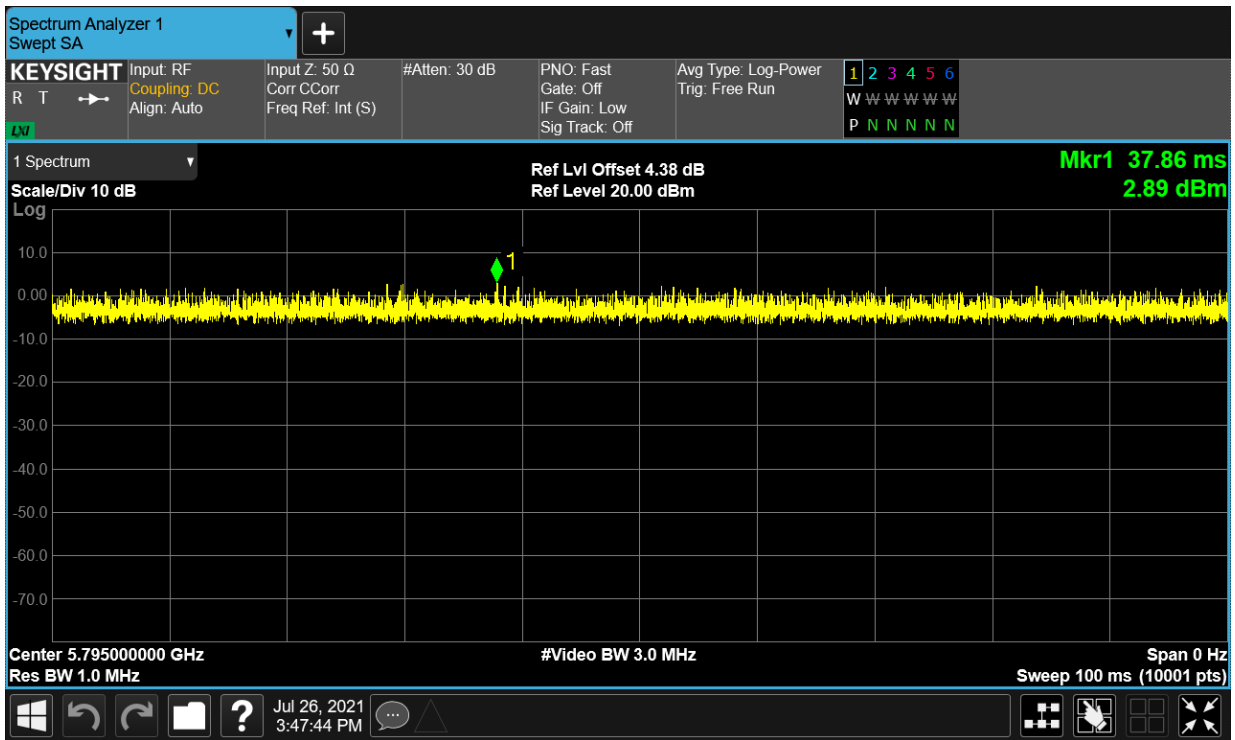 Spectrum Analyzer 1
Swept SA
+
KEYSIGHT
R T
LXI
Input: RF
Coupling: DC
Align: Auto
Input Z: 50 Ω
Corr CCorr
Freq Ref: Int (S)
#Atten: 30 dB
PNO: Fast
Gate: Off
IF Gain: Low
Sig Track: Off
Avg Type: Log-Power
Trig: Free Run
1 2 3 4 5 6
W W W W W W
P N N N N N
1 Spectrum
Scale/Div 10 dB
Log
Ref Lvl Offset 4.38 dB
Ref Level 20.00 dBm
Mkr1 37.86 ms
2.89 dBm
10.0
1
0.00
-10.0
-20.0
-30.0
-40.0
-50.0
-60.0
-70.0
Center 5.795000000 GHz
#Video BW 3.0 MHz
Span 0 Hz
Res BW 1.0 MHz
Sweep 100 ms (10001 pts)
?
Jul 26, 2021
3:47:44 PM